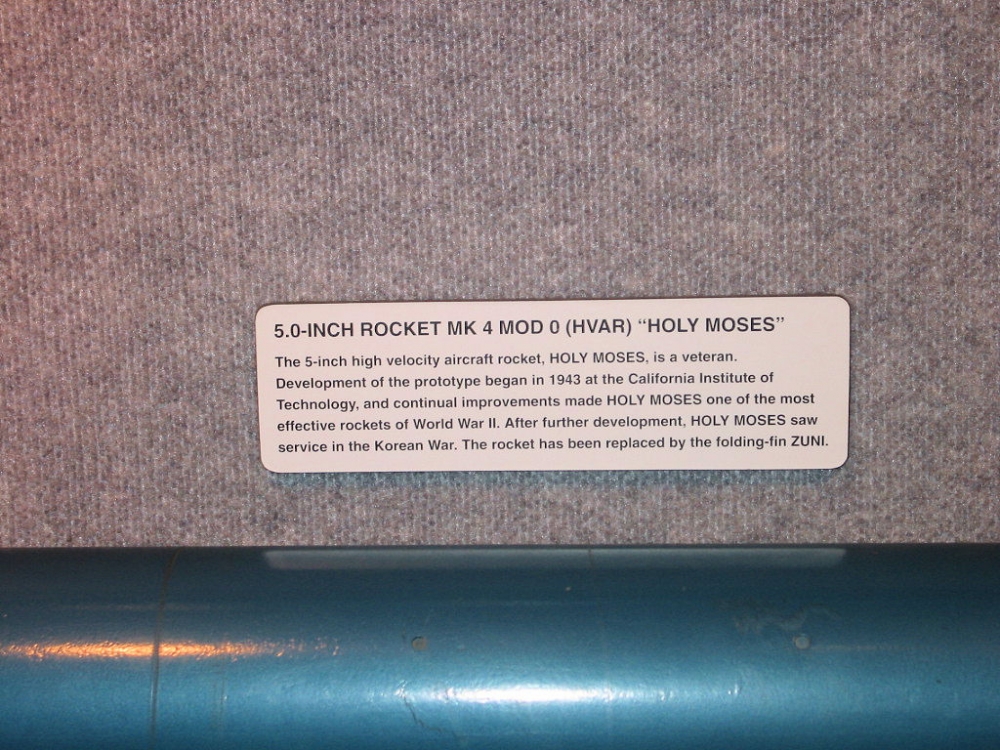 5.0-INCH ROCKET MK 4 MOD 0 (HVAR) “HOLY MOSES”
The 5-inch high velocity aircraft rocket, HOLY MOSES, is a veteran.
Development of the prototype began in 1943 at the California Institute of
Technology, and continual improvements made HOLY MOSES one of the most
effective rockets of World War II. After further development, HOLY MOSES saw
service in the Korean War. The rocket has been replaced by the folding-fin ZUNI.